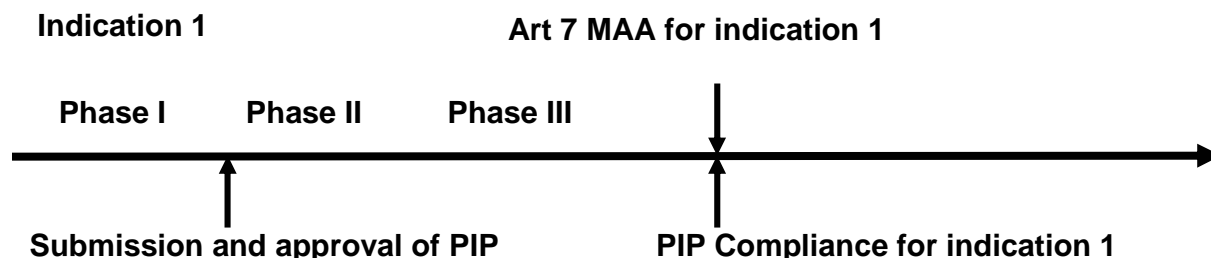 Indication 1
Art 7 MAA for indication 1
Phase I
Phase II
Phase III
Submission and approval of PIP
PIP Compliance for indication 1